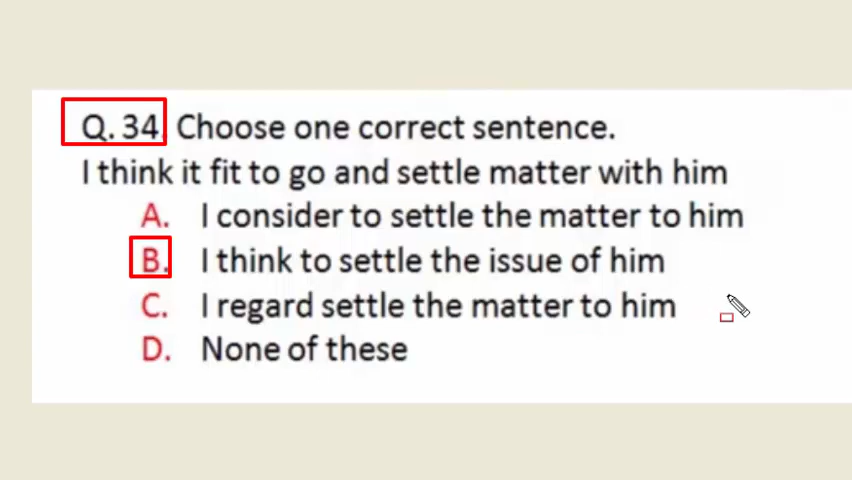 Q. 34. Choose one correct sentence.
I think it fit to go and settle matter with him
A. I consider to settle the matter to him
B. I think to settle the issue of him
C. I regard settle the matter to him
D. None of these